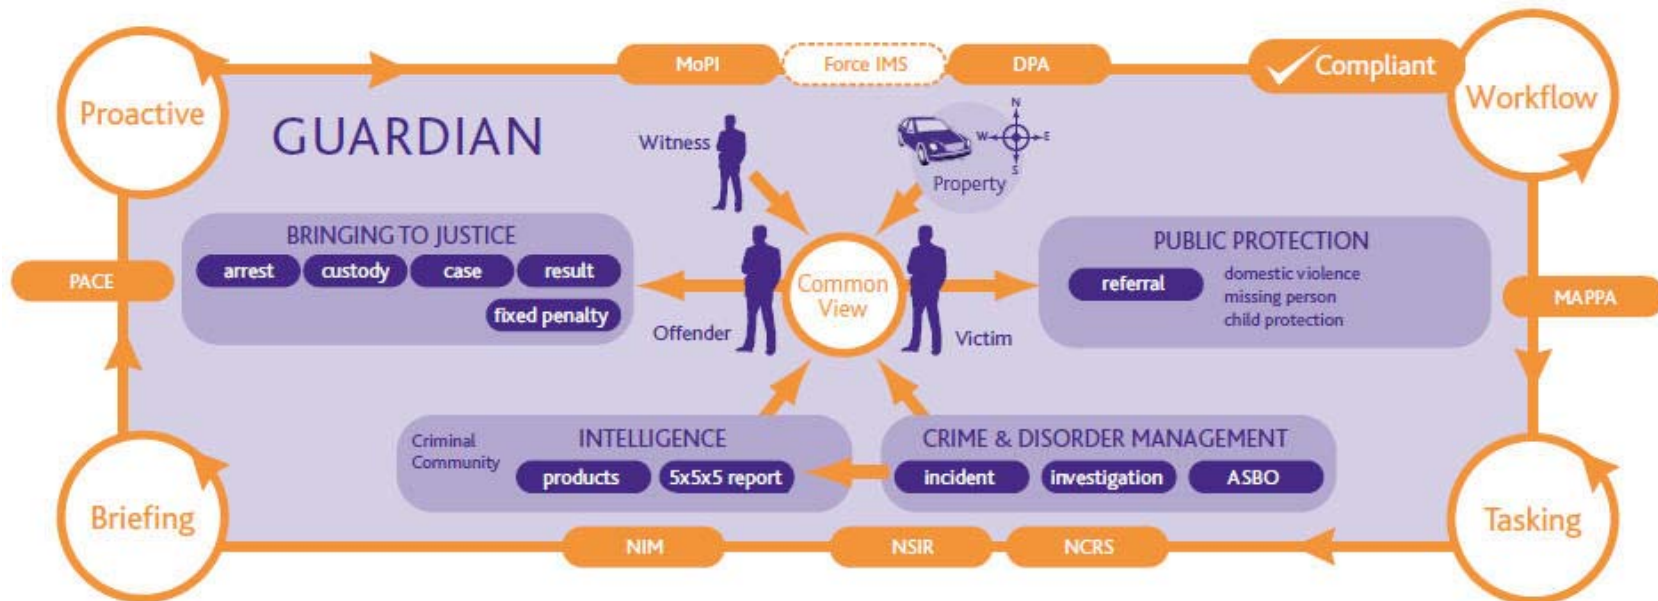 MoPI
Force IMS
DPA
Compliant
Proactive
Workflow
GUARDIAN
Witness
N
W
E
S
Property
BRINGING TO JUSTICE
arrest
custody
case
result
fixed penalty
PACE
Offender
Common
View
Victim
PUBLIC PROTECTION
referral
domestic violence
missing person
child protection
MAPPA
Criminal
Community
INTELLIGENCE
products
5x5x5 report
CRIME & DISORDER MANAGEMENT
incident
investigation
ASBO
Briefing
Tasking
NIM
NSIR
NCRS